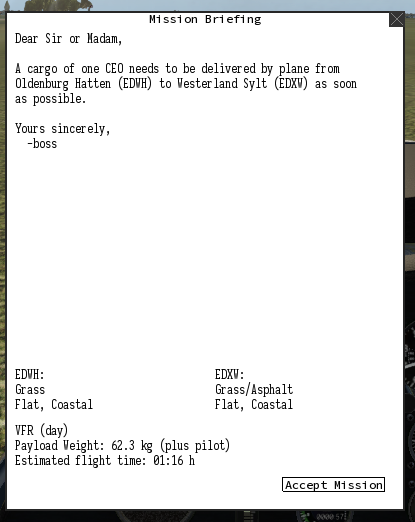 Mission Briefing
Dear Sir or Madam,
A cargo of one CEO needs to be delivered by plane from
Oldenburg Hatten (EDWH) to Westerland Sylt (EDXW) as soon
as possible.
Yours sincerely,
-boss
EDWH:
Grass
Flat, Coastal
EDXW:
Grass/Asphalt
Flat, Coastal
VFR (day)
Payload Weight: 62.3 kg (plus pilot)
Estimated flight time: 01:16 h
Accept Mission